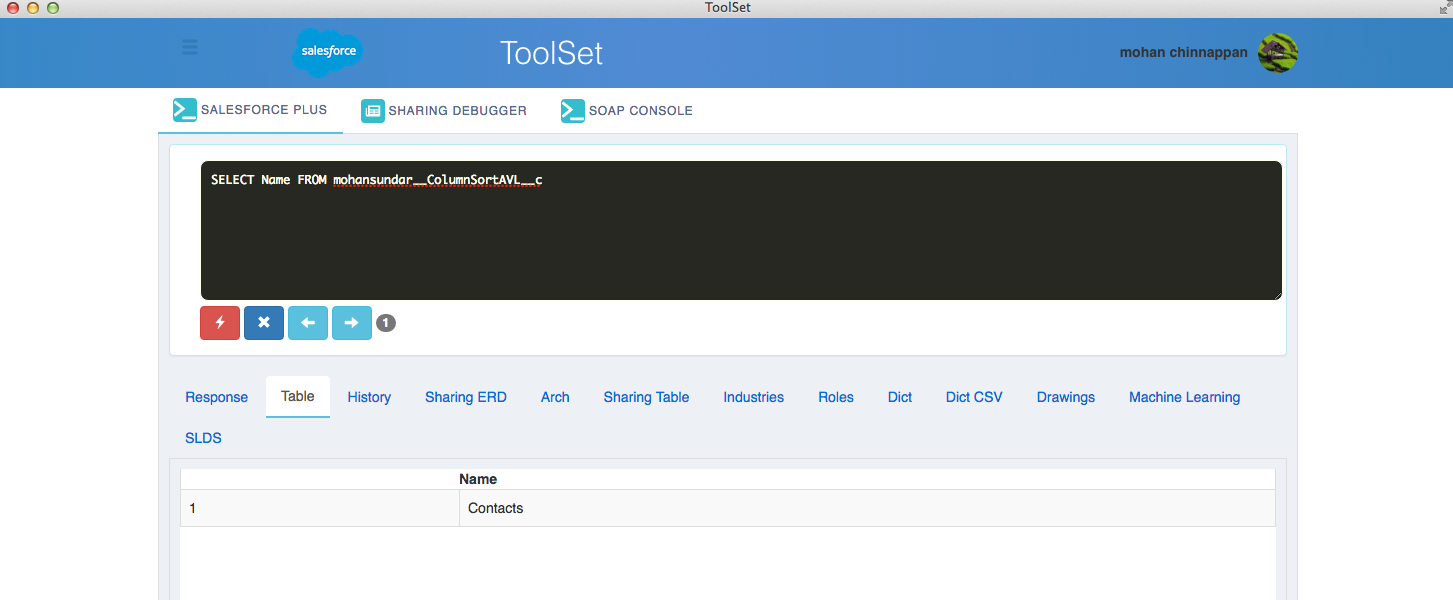 ToolSet
salesforce
ToolSet
mohan chinnappan
SALESFORCE PLUS
SHARING DEBUGGER
SOAP CONSOLE
SELECT Name FROM mohansundar__ColumnSortAVL__c
1
Response
Table
History
Sharing ERD
Arch
Sharing Table
Industries
Roles
Dict
Dict CSV
Drawings
Machine Learning
SLDS
Name
1 Contacts